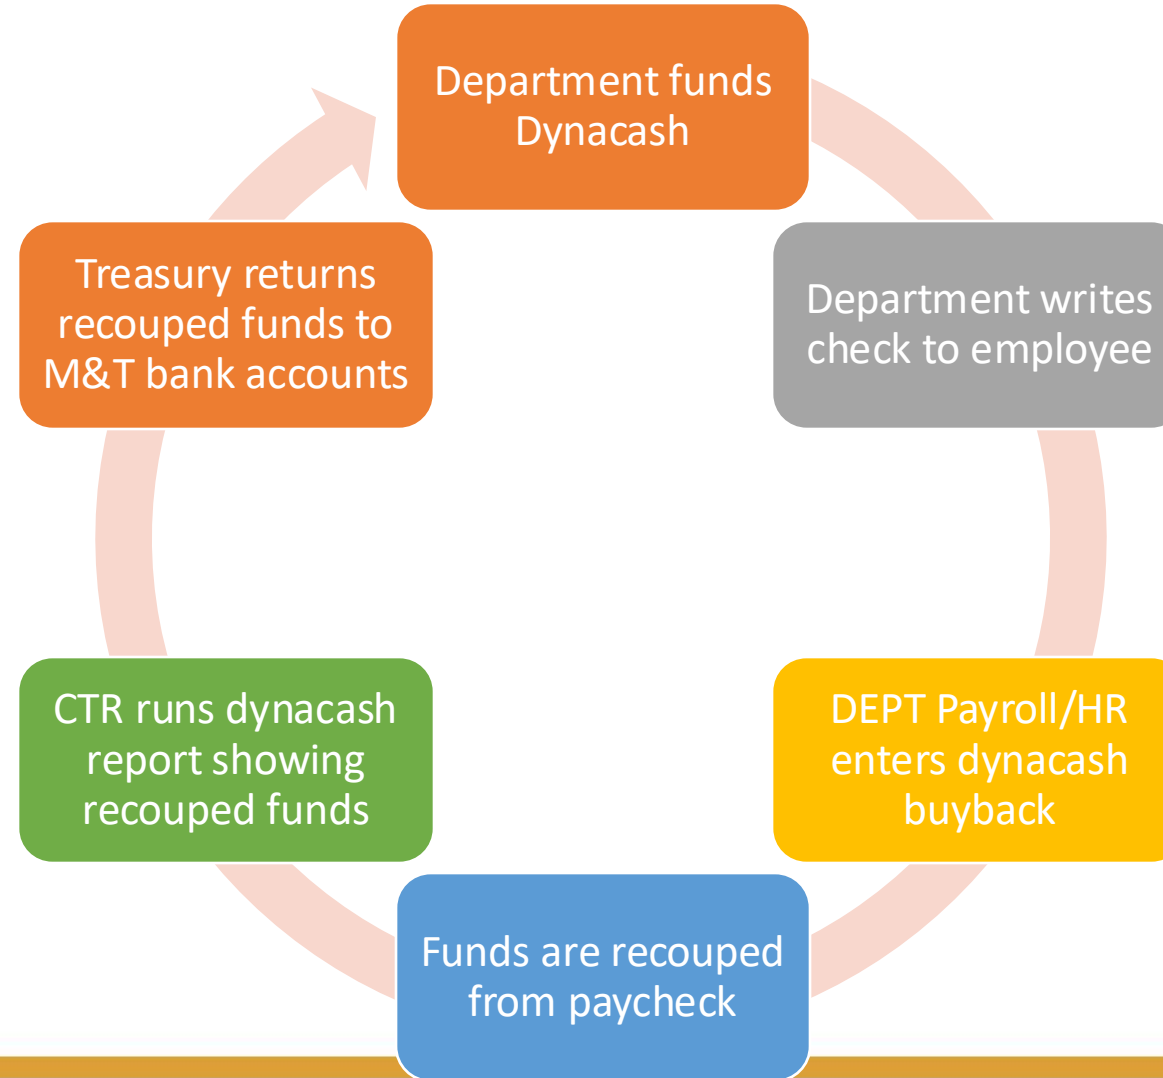 Department funds
Dynacash
Department writes
check to employee
DEPT Payroll/HR
enters dynacash
buyback
Funds are recouped
from paycheck
CTR runs dynacash
report showing
recouped funds
Treasury returns
recouped funds to
M&T bank accounts